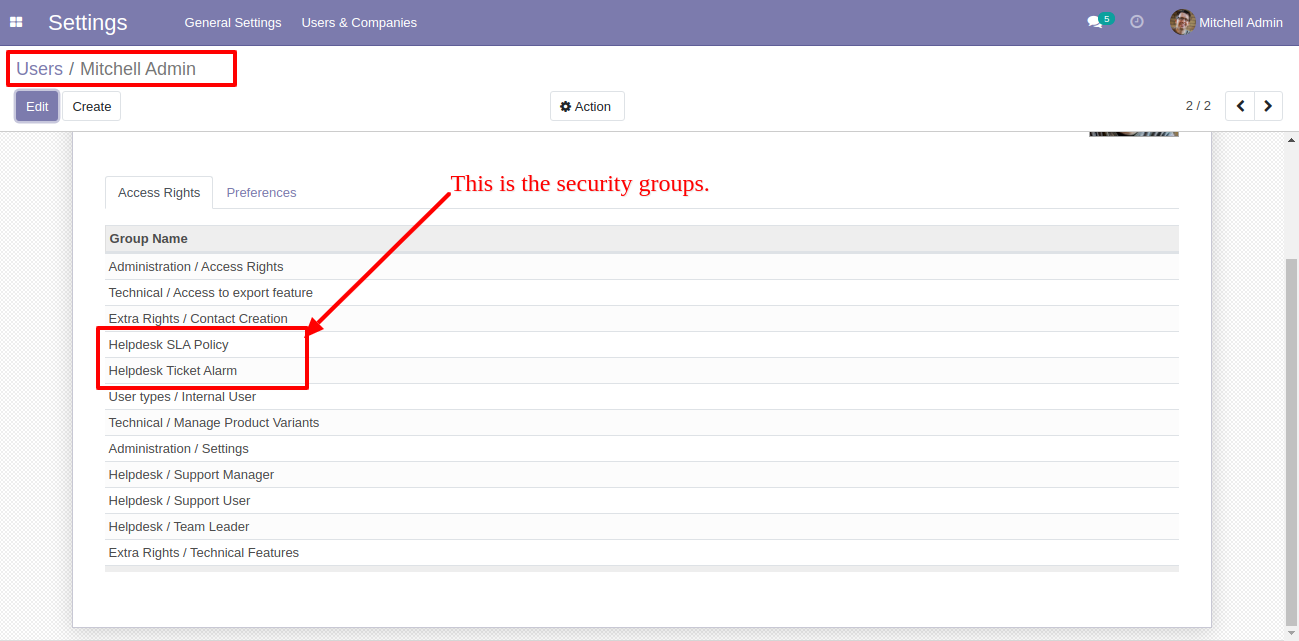 Settings General Settings Users & Companies 5 Mitchell Admin
Users / Mitchell Admin
Edit Create Action 2 / 2
This is the security groups.
Access Rights Preferences
Group Name
Administration / Access Rights
Technical / Access to export feature
Extra Rights / Contact Creation
Helpdesk SLA Policy
Helpdesk Ticket Alarm
User types / Internal User
Technical / Manage Product Variants
Administration / Settings
Helpdesk / Support Manager
Helpdesk / Support User
Helpdesk / Team Leader
Extra Rights / Technical Features